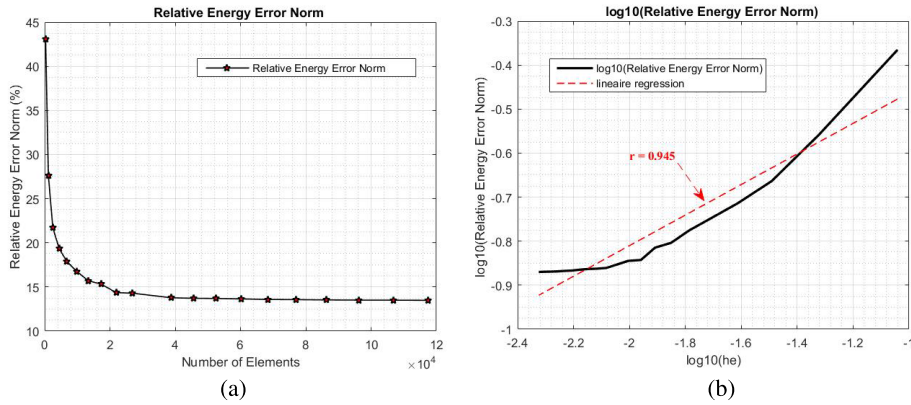 Relative Energy Error Norm
Relative Energy Error Norm (%)
45
40
35
30
25
20
15
10
Relative Energy Error Norm
0
2
4
6
8
10
12
×10^4
Number of Elements
(a)
log10(Relative Energy Error Norm)
log10(Relative Energy Error Norm)
-0.3
-0.4
-0.5
-0.6
-0.7
-0.8
-0.9
-1
log10(Relative Energy Error Norm)
lineaire regression
r = 0.945
-2.4
-2.2
-2
-1.8
-1.6
-1.4
-1.2
-1
log10(he)
(b)